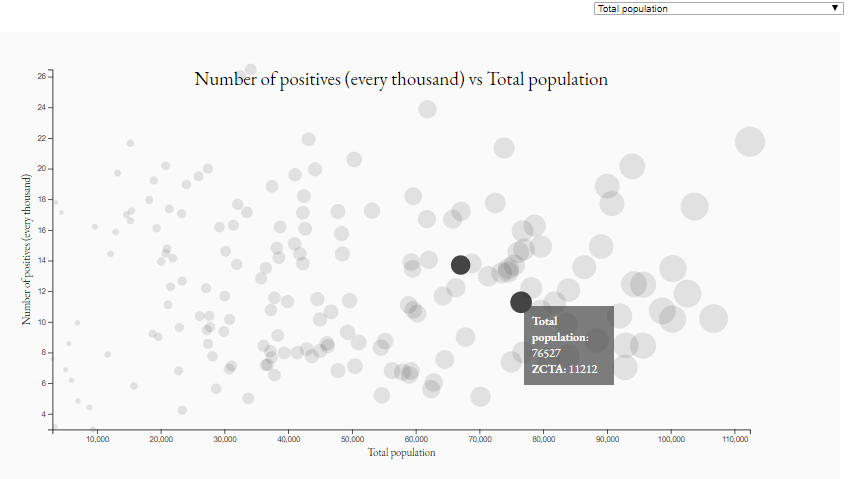 Total population
Number of positives (every thousand) vs Total population
26
24
22
20
18
16
14
12
10
8
6
4
Number of positives (every thousand)
Total
population:
76527
ZCTA: 11212
10,000 20,000 30,000 40,000 50,000 60,000 70,000 80,000 90,000 100,000 110,000
Total population